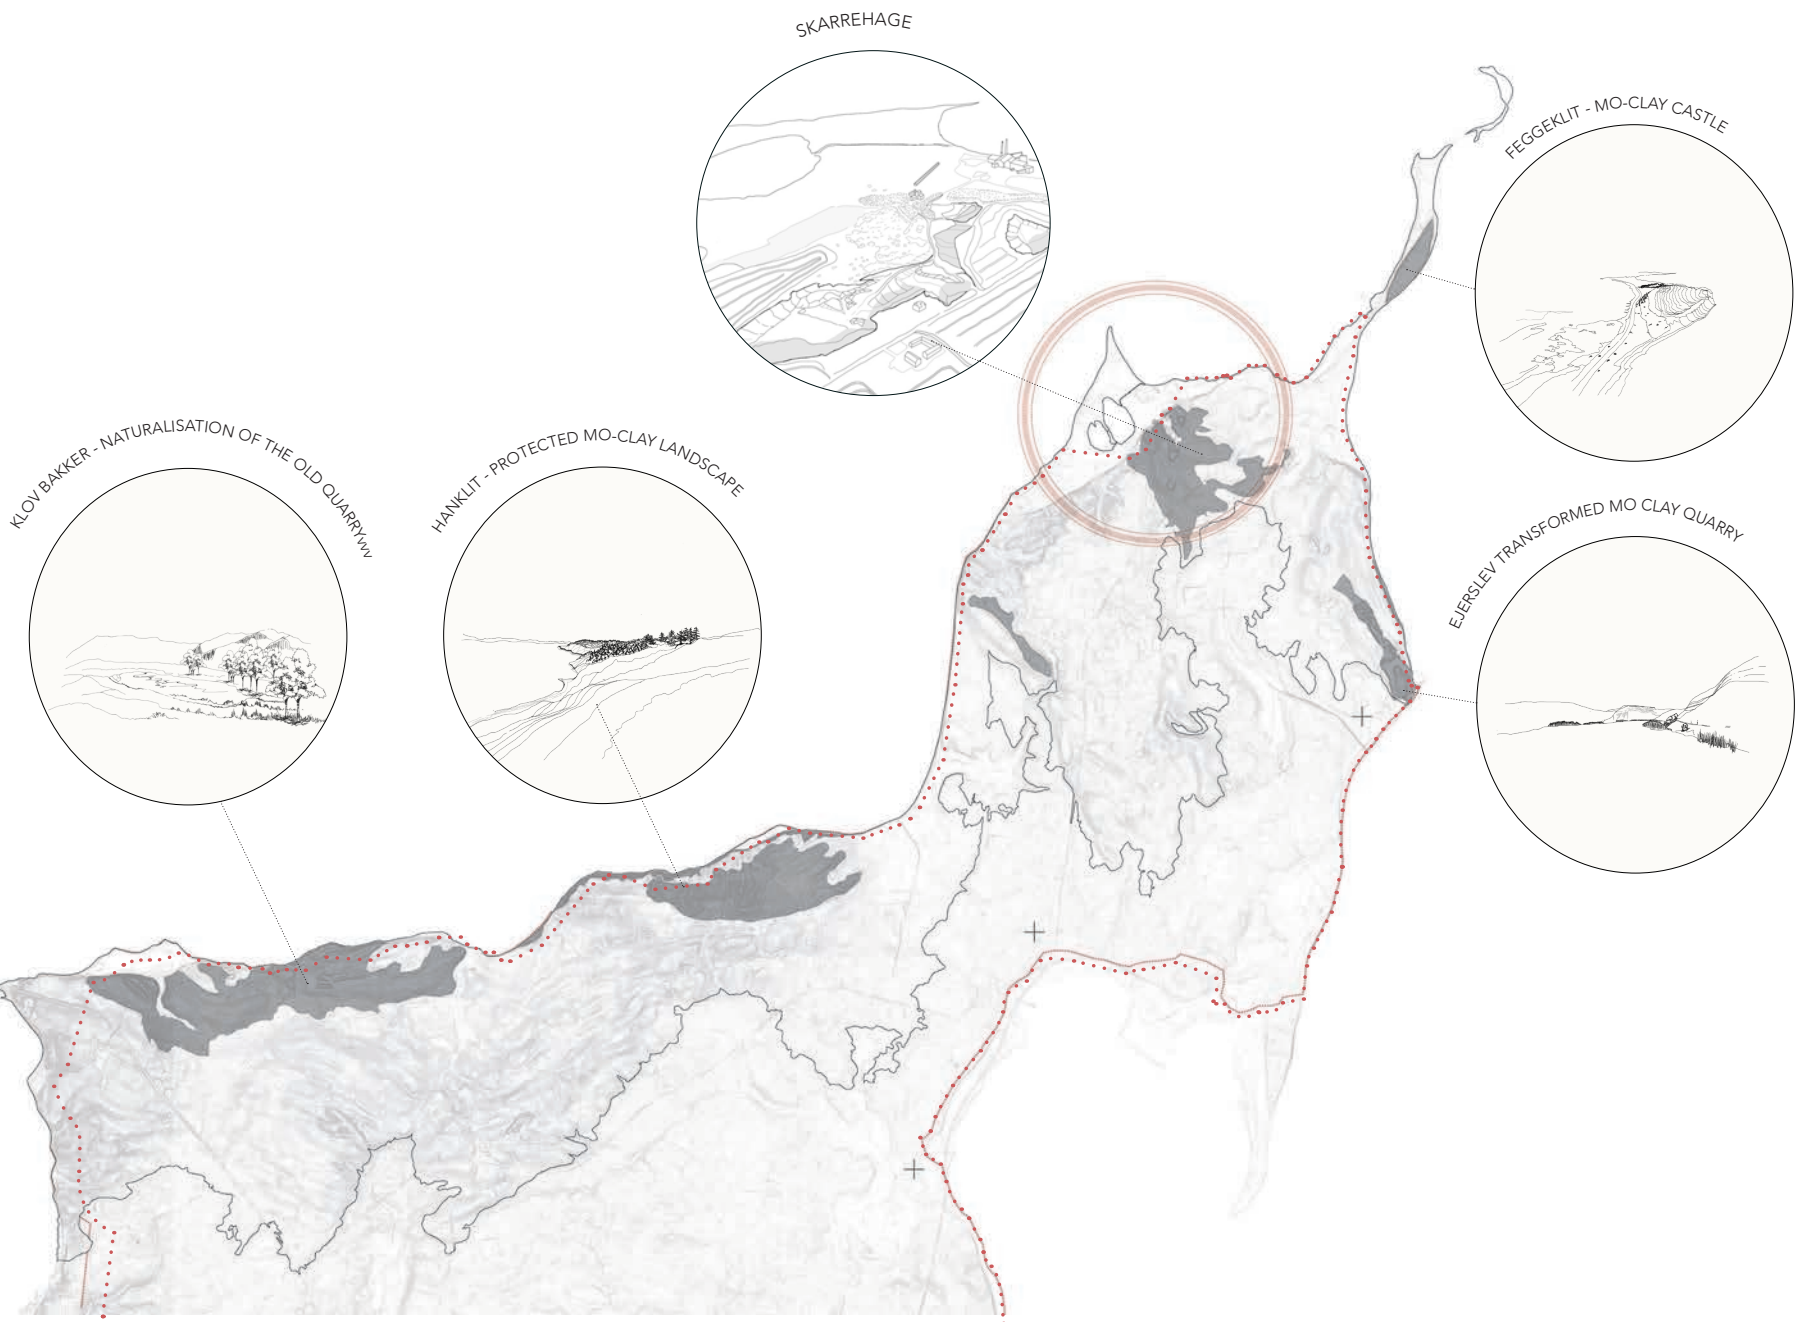 SKARREHAGE
FEGGEKLIT - MO-CLAY CASTLE
KLOV BAKKER - NATURALISATION OF THE OLD QUARRYvvv
HANKLIT - PROTECTED MO-CLAY LANDSCAPE
EJERSLEV TRANSFORMED MO CLAY QUARRY